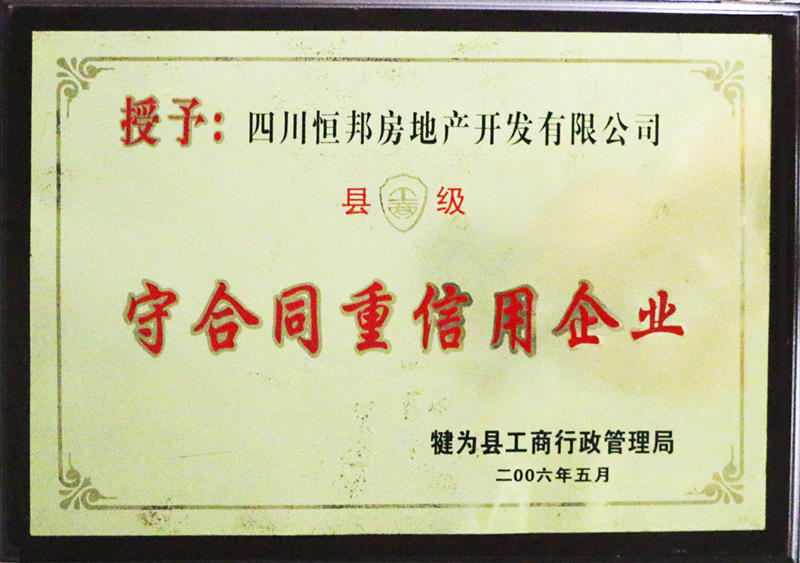 授予：四川恒邦房地产开发有限公司
县 工商 级
守合同重信用企业
犍为县工商行政管理局
二00六年五月